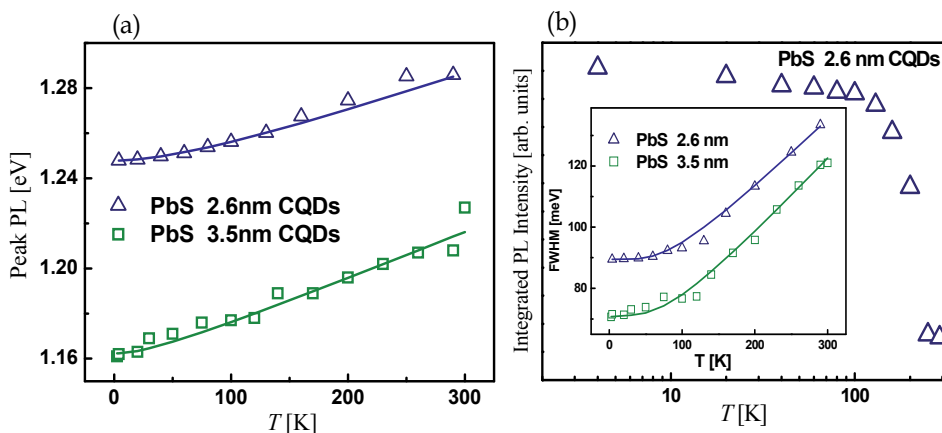 (a)
Peak PL [eV]
1.28
1.24
1.20
1.16
PbS 2.6nm CQDs
PbS 3.5nm CQDs
0
100
200
300
T [K]
(b)
Integrated PL Intensity [arb. units]
PbS 2.6 nm CQDs
PbS 2.6 nm
PbS 3.5 nm
FWHM [meV]
120
100
80
60
0
100
200
300
T [K]
10
100
T [K]